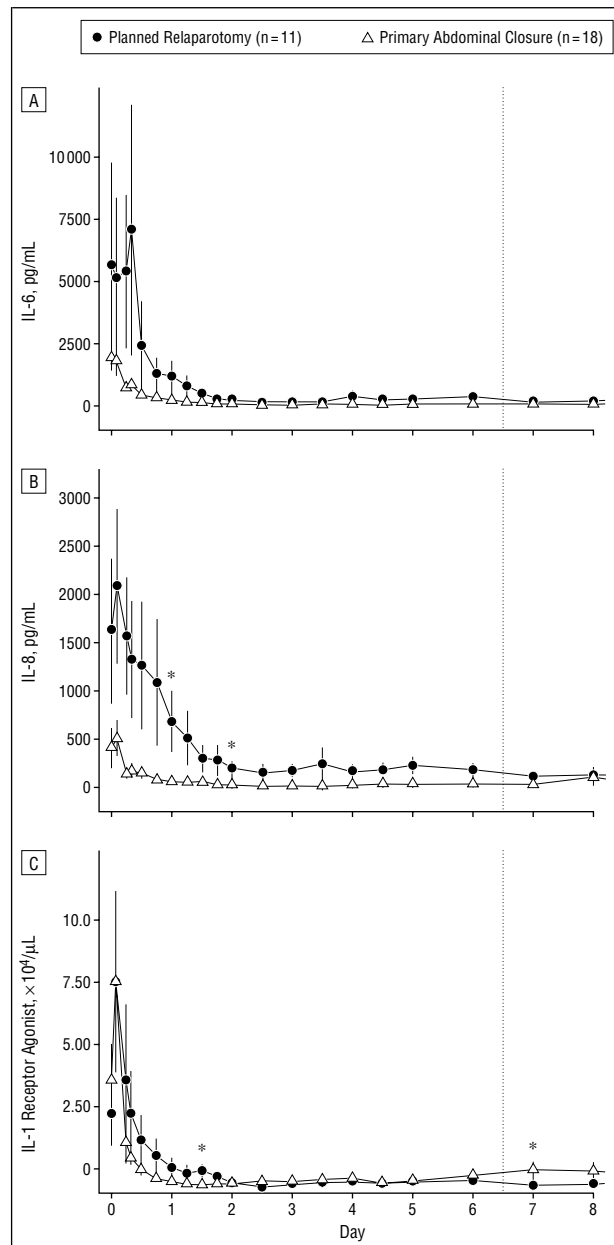 Planned Relaparotomy (n = 11) Primary Abdominal Closure (n = 18)
A
10 000
7500
5000
2500
0
IL-6, pg/mL
B
3000
2500
2000
1500
1000
500
0
IL-8, pg/mL
*
*
C
10.0
7.50
5.00
2.50
0
IL-1 Receptor Agonist, ×10⁴/μL
*
*
0 1 2 3 4 5 6 7 8
Day